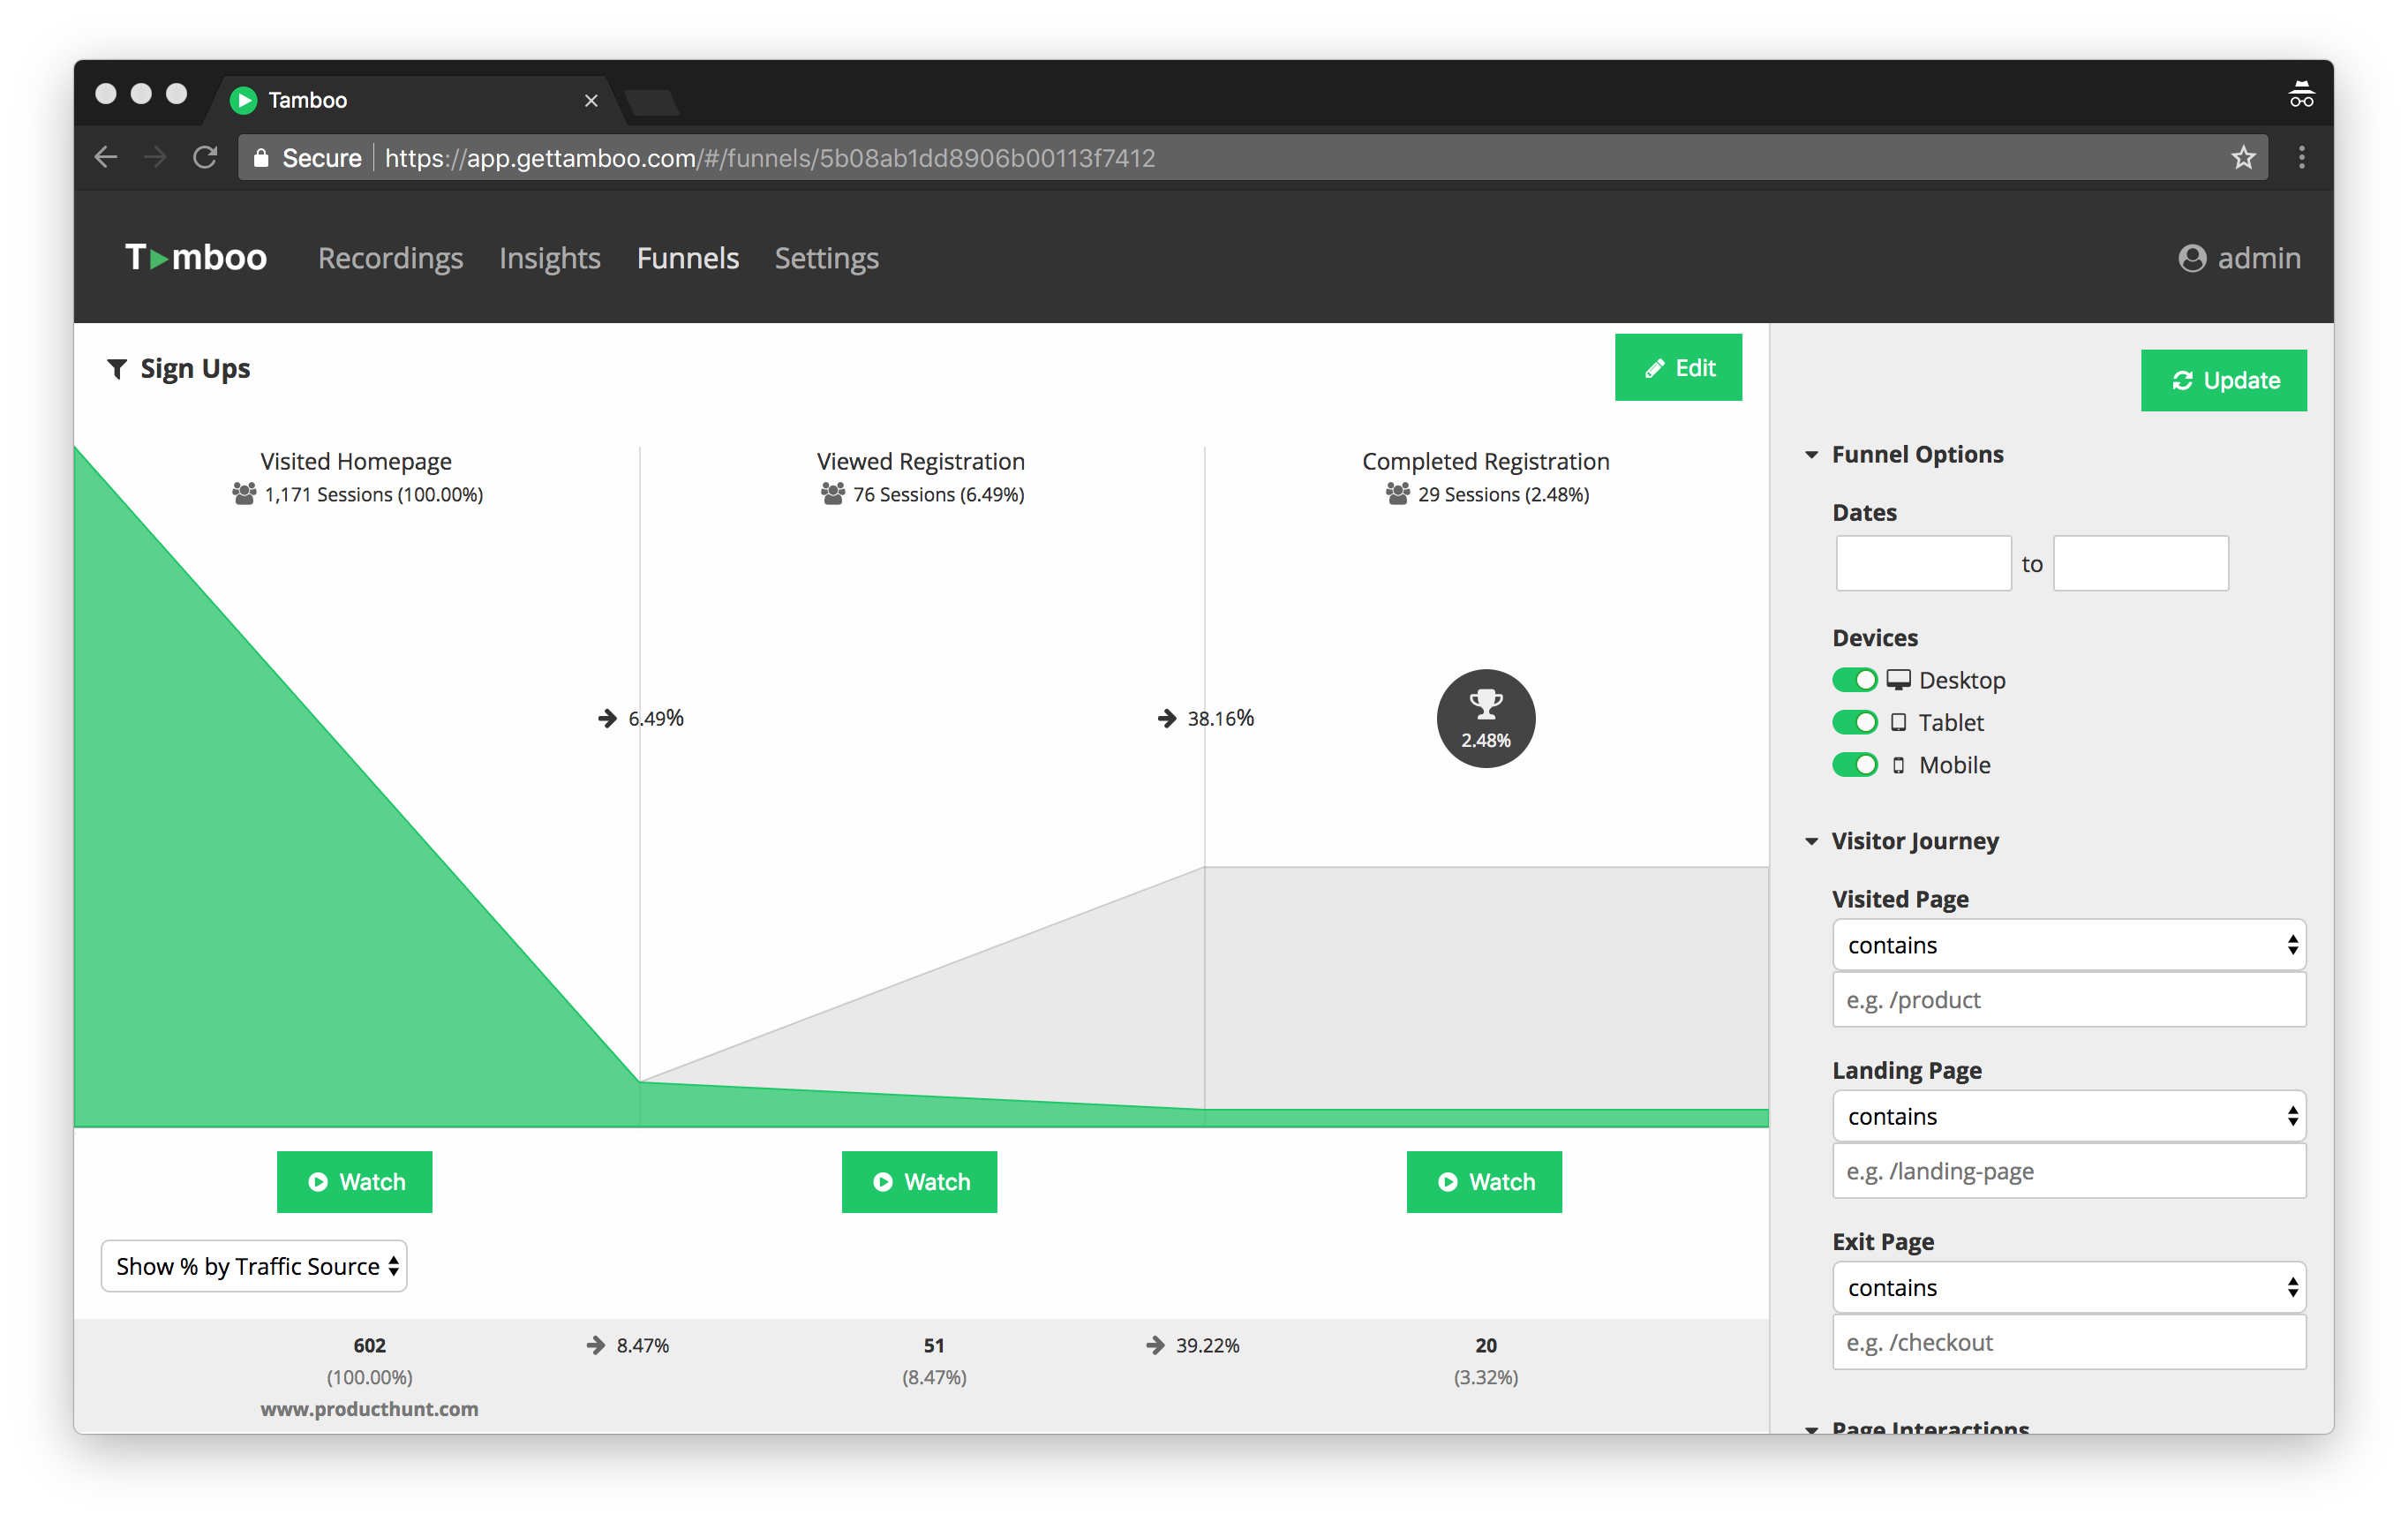 Tamboo
Secure https://app.gettamboo.com/#/funnels/5b08ab1dd8906b00113f7412
T mboo Recordings Insights Funnels Settings admin
Sign Ups
Edit
Visited Homepage
1,171 Sessions (100.00%)
Viewed Registration
76 Sessions (6.49%)
Completed Registration
29 Sessions (2.48%)
6.49%
38.16%
2.48%
Watch
Watch
Watch
Show % by Traffic Source
602 8.47% 51 39.22% 20
(100.00%) (8.47%) (3.32%)
www.producthunt.com
Update
Funnel Options
Dates
to
Devices
Desktop
Tablet
Mobile
Visitor Journey
Visited Page
contains
e.g. /product
Landing Page
contains
e.g. /landing-page
Exit Page
contains
e.g. /checkout
Page Interactions